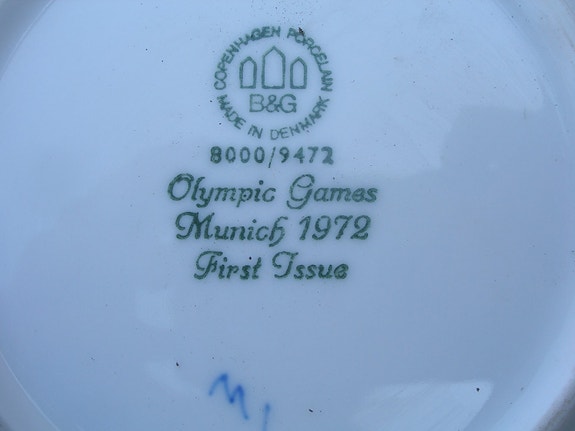 COPENHAGEN PORCELAIN
B&G
MADE IN DENMARK
8000/9472
Olympic Games
Munich 1972
First Issue
M